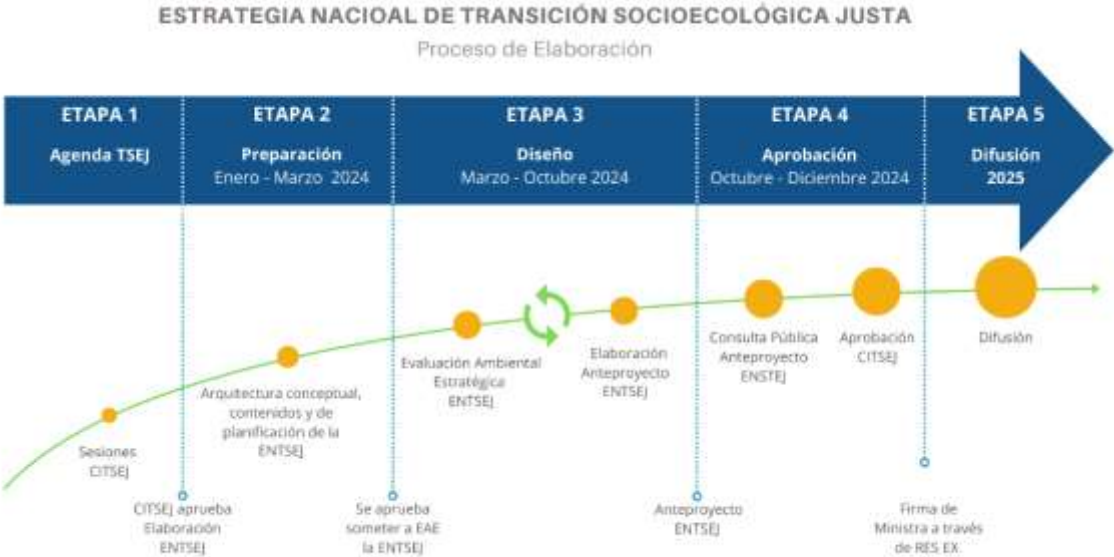 ESTRATEGIA NACIOAL DE TRANSICIÓN SOCIOECOLÓGICA JUSTA
Proceso de Elaboración
ETAPA 1
Agenda TSEJ
ETAPA 2
Preparación
Enero - Marzo 2024
ETAPA 3
Diseño
Marzo - Octubre 2024
ETAPA 4
Aprobación
Octubre - Diciembre 2024
ETAPA 5
Difusión
2025
Sesiones
CITSEJ
Arquitectura conceptual,
contenidos y de
planificación de la
ENTSEJ
Evaluación Ambiental
Estratégica
ENTSEJ
Elaboración
Anteproyecto
ENTSEJ
Consulta Pública
Anteproyecto
ENSTEJ
Aprobación
CITSEJ
Difusión
CITSEJ aprueba
Elaboración
ENTSEJ
Se aprueba
someter a EAE
la ENTSEJ
Anteproyecto
ENTSEJ
Firma de
Ministra a través
de RES EX.